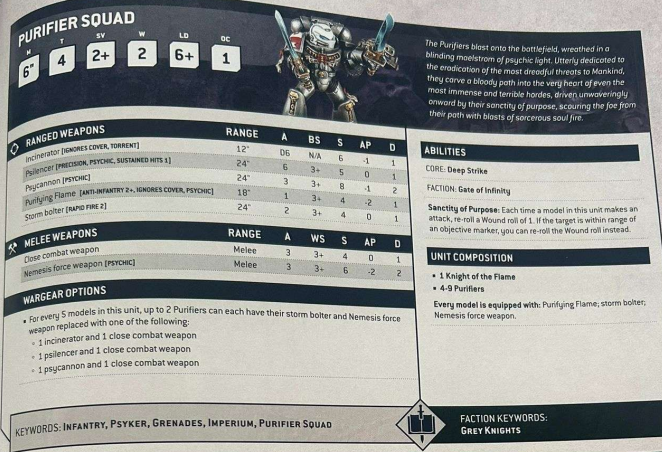 PURIFIER SQUAD
M T SV W LD OC
6" 4 2+ 2 6+ 1
The Purifiers blast onto the battlefield, wreathed in a
blinding maelstrom of psychic light. Utterly dedicated to
the eradication of the most dreadful threats to Mankind,
they carve a bloody path into the very heart of even the
most immense and terrible hordes, driven unwaveringly
onward by their sanctity of purpose, scouring the foe from
their path with blasts of sorcerous soul fire.
RANGED WEAPONS RANGE A BS S AP D
Incinerator [IGNORES COVER, TORRENT] 12" D6 N/A 6 -1 1
Psilencer [PRECISION, PSYCHIC, SUSTAINED HITS 1] 24" 6 3+ 5 0 1
Psycannon [PSYCHIC] 24" 3 3+ 8 -1 2
Purifying Flame [ANTI-INFANTRY 2+, IGNORES COVER, PSYCHIC] 18" 1 3+ 4 -2 1
Storm bolter [RAPID FIRE 2] 24" 2 3+ 4 0 1
MELEE WEAPONS RANGE A WS S AP D
Close combat weapon Melee 3 3+ 4 0 1
Nemesis force weapon [PSYCHIC] Melee 3 3+ 6 -2 2
WARGEAR OPTIONS
▪ For every 5 models in this unit, up to 2 Purifiers can each have their storm bolter and Nemesis force
weapon replaced with one of the following:
◦ 1 incinerator and 1 close combat weapon
◦ 1 psilencer and 1 close combat weapon
◦ 1 psycannon and 1 close combat weapon
ABILITIES
CORE: Deep Strike
FACTION: Gate of Infinity
Sanctity of Purpose: Each time a model in this unit makes an
attack, re-roll a Wound roll of 1. If the target is within range of
an objective marker, you can re-roll the Wound roll instead.
UNIT COMPOSITION
▪ 1 Knight of the Flame
▪ 4-9 Purifiers
Every model is equipped with: Purifying Flame; storm bolter;
Nemesis force weapon.
KEYWORDS: INFANTRY, PSYKER, GRENADES, IMPERIUM, PURIFIER SQUAD
FACTION KEYWORDS:
GREY KNIGHTS